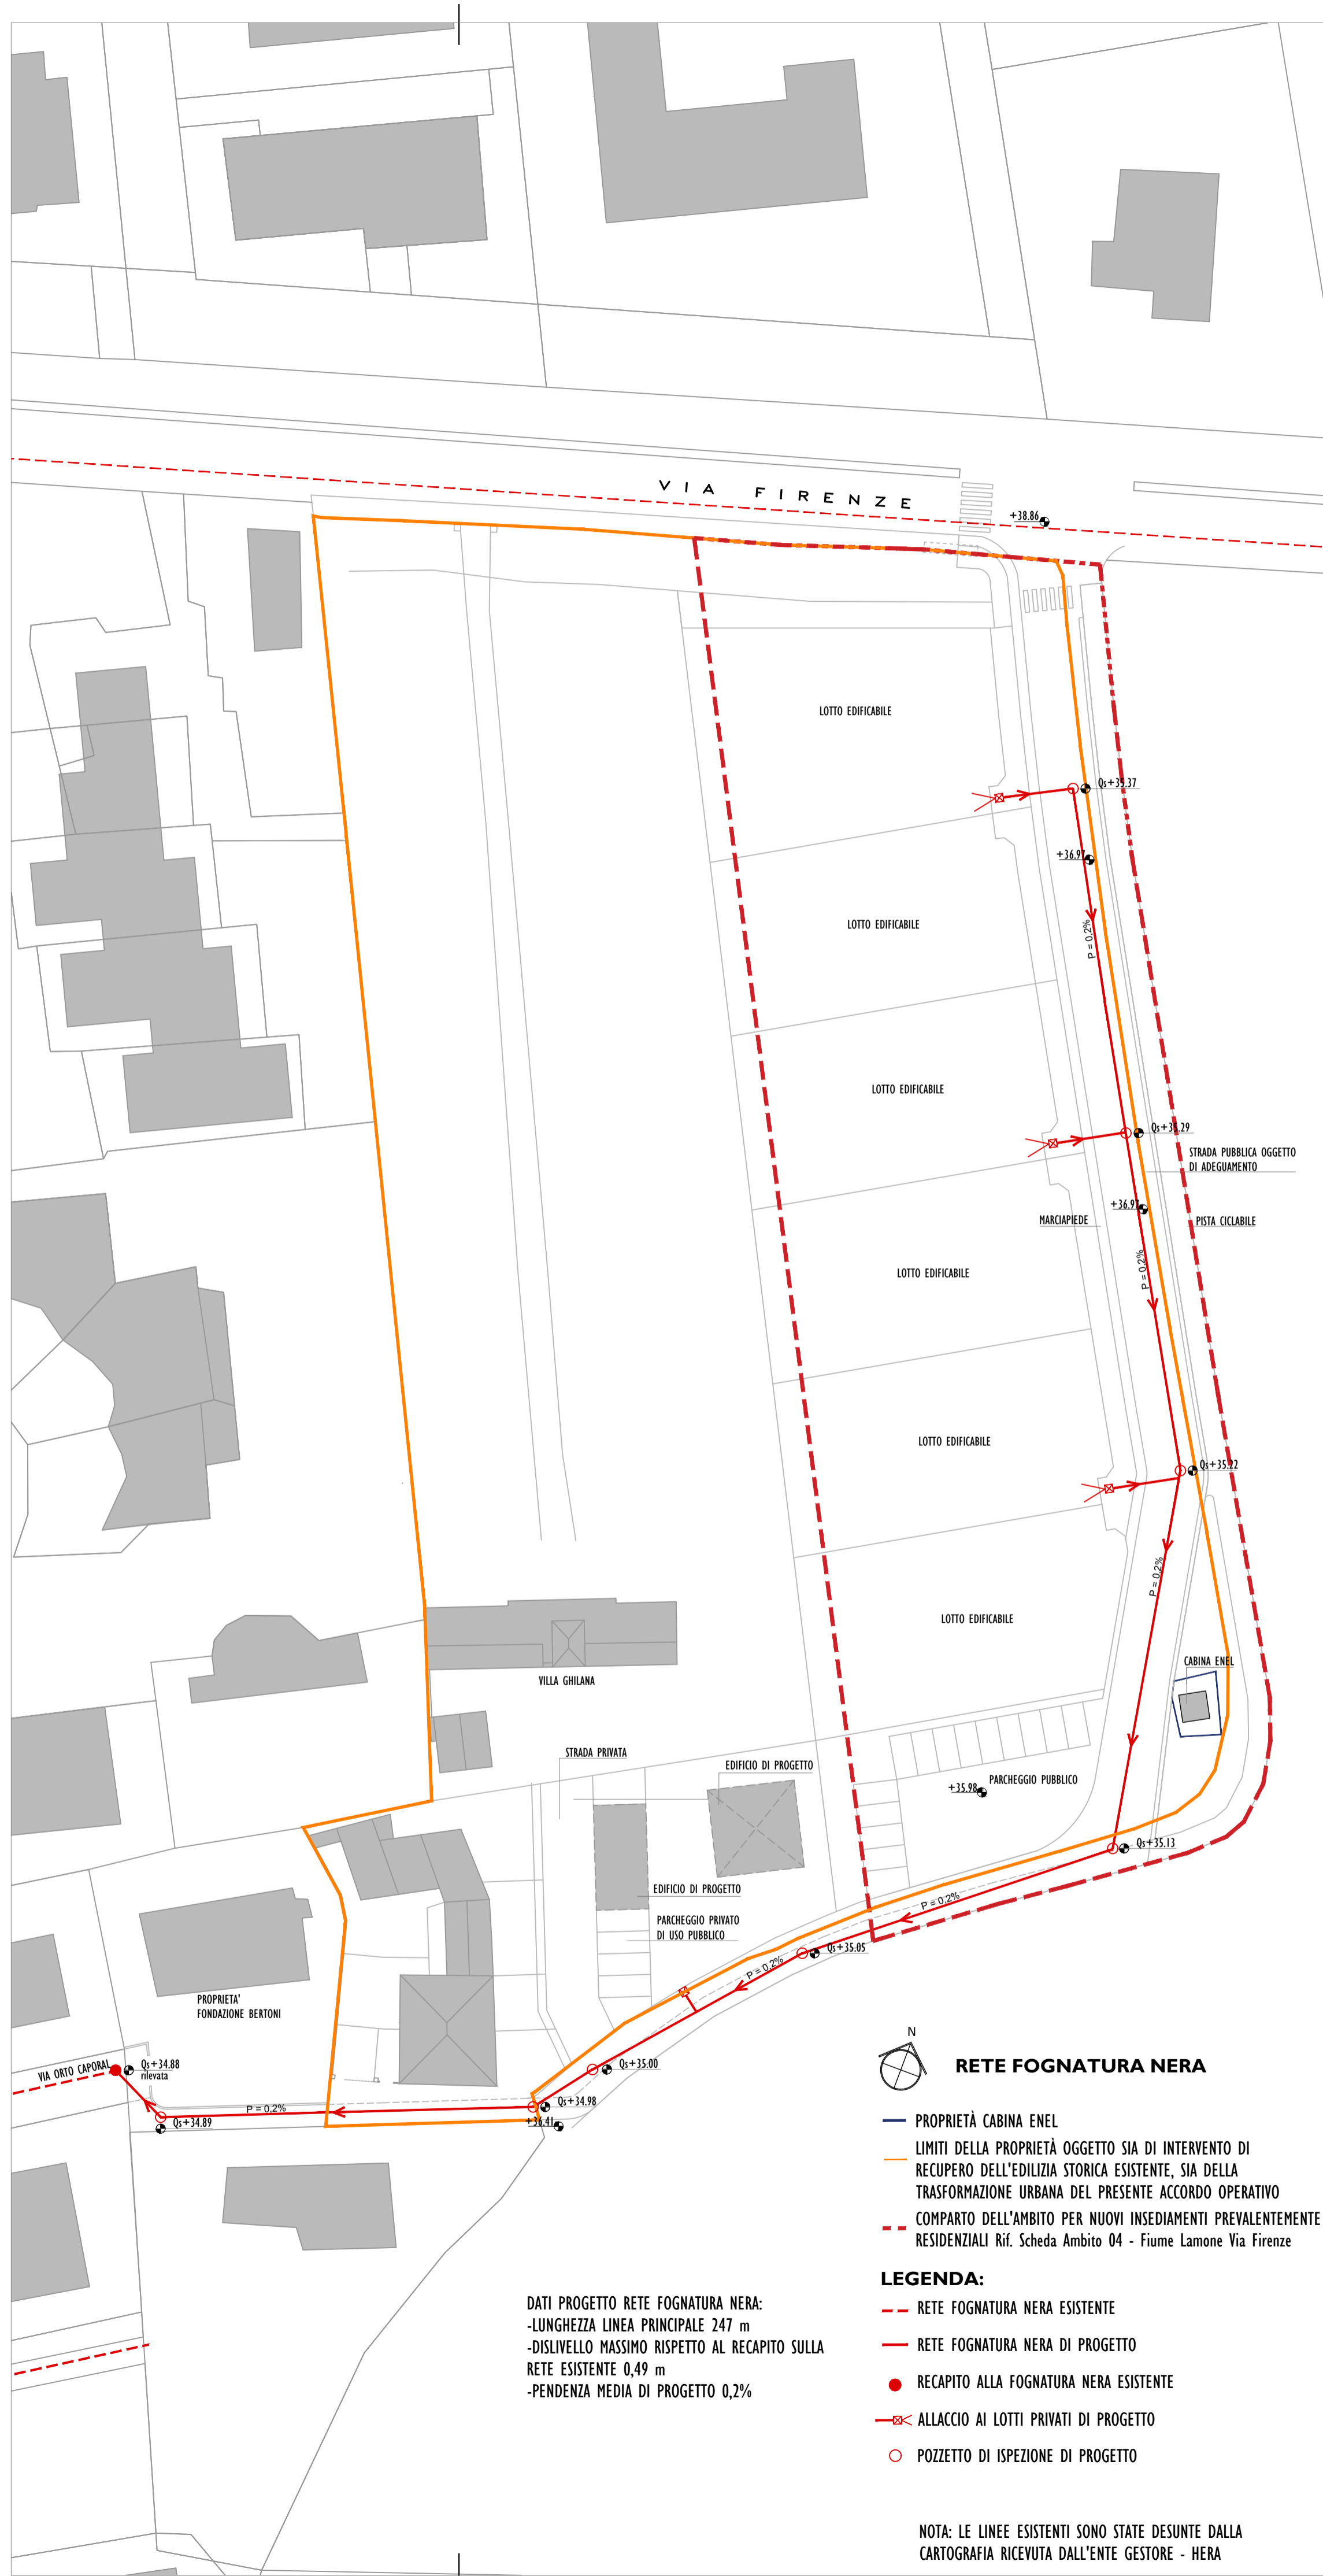 VIA FIRENZE
+38.86
LOTTO EDIFICABILE
Qs+35.37
+36.97
P = 0.2%
LOTTO EDIFICABILE
LOTTO EDIFICABILE
Qs+35.29
STRADA PUBBLICA OGGETTO
DI ADEGUAMENTO
+36.97
MARCIAPIEDE
PISTA CICLABILE
P = 0.2%
LOTTO EDIFICABILE
LOTTO EDIFICABILE
Qs+35.22
P = 0.2%
LOTTO EDIFICABILE
CABINA ENEL
VILLA GHILANA
STRADA PRIVATA
EDIFICIO DI PROGETTO
PARCHEGGIO PUBBLICO
+35.98
Qs+35.13
EDIFICIO DI PROGETTO
P = 0.2%
PARCHEGGIO PRIVATO
DI USO PUBBLICO
Qs+35.05
P = 0.2%
PROPRIETA'
FONDAZIONE BERTONI
VIA ORTO CAPORAL
Qs+34.88
rilevata
Qs+35.00
Qs+34.98
P = 0.2%
Qs+34.89
+36.41
N
RETE FOGNATURA NERA
PROPRIETÀ CABINA ENEL
LIMITI DELLA PROPRIETÀ OGGETTO SIA DI INTERVENTO DI
RECUPERO DELL'EDILIZIA STORICA ESISTENTE, SIA DELLA
TRASFORMAZIONE URBANA DEL PRESENTE ACCORDO OPERATIVO
COMPARTO DELL'AMBITO PER NUOVI INSEDIAMENTI PREVALENTEMENTE
RESIDENZIALI Rif. Scheda Ambito 04 - Fiume Lamone Via Firenze
LEGENDA:
RETE FOGNATURA NERA ESISTENTE
RETE FOGNATURA NERA DI PROGETTO
RECAPITO ALLA FOGNATURA NERA ESISTENTE
ALLACCIO AI LOTTI PRIVATI DI PROGETTO
POZZETTO DI ISPEZIONE DI PROGETTO
DATI PROGETTO RETE FOGNATURA NERA:
-LUNGHEZZA LINEA PRINCIPALE 247 m
-DISLIVELLO MASSIMO RISPETTO AL RECAPITO SULLA
RETE ESISTENTE 0,49 m
-PENDENZA MEDIA DI PROGETTO 0,2%
NOTA: LE LINEE ESISTENTI SONO STATE DESUNTE DALLA
CARTOGRAFIA RICEVUTA DALL'ENTE GESTORE - HERA